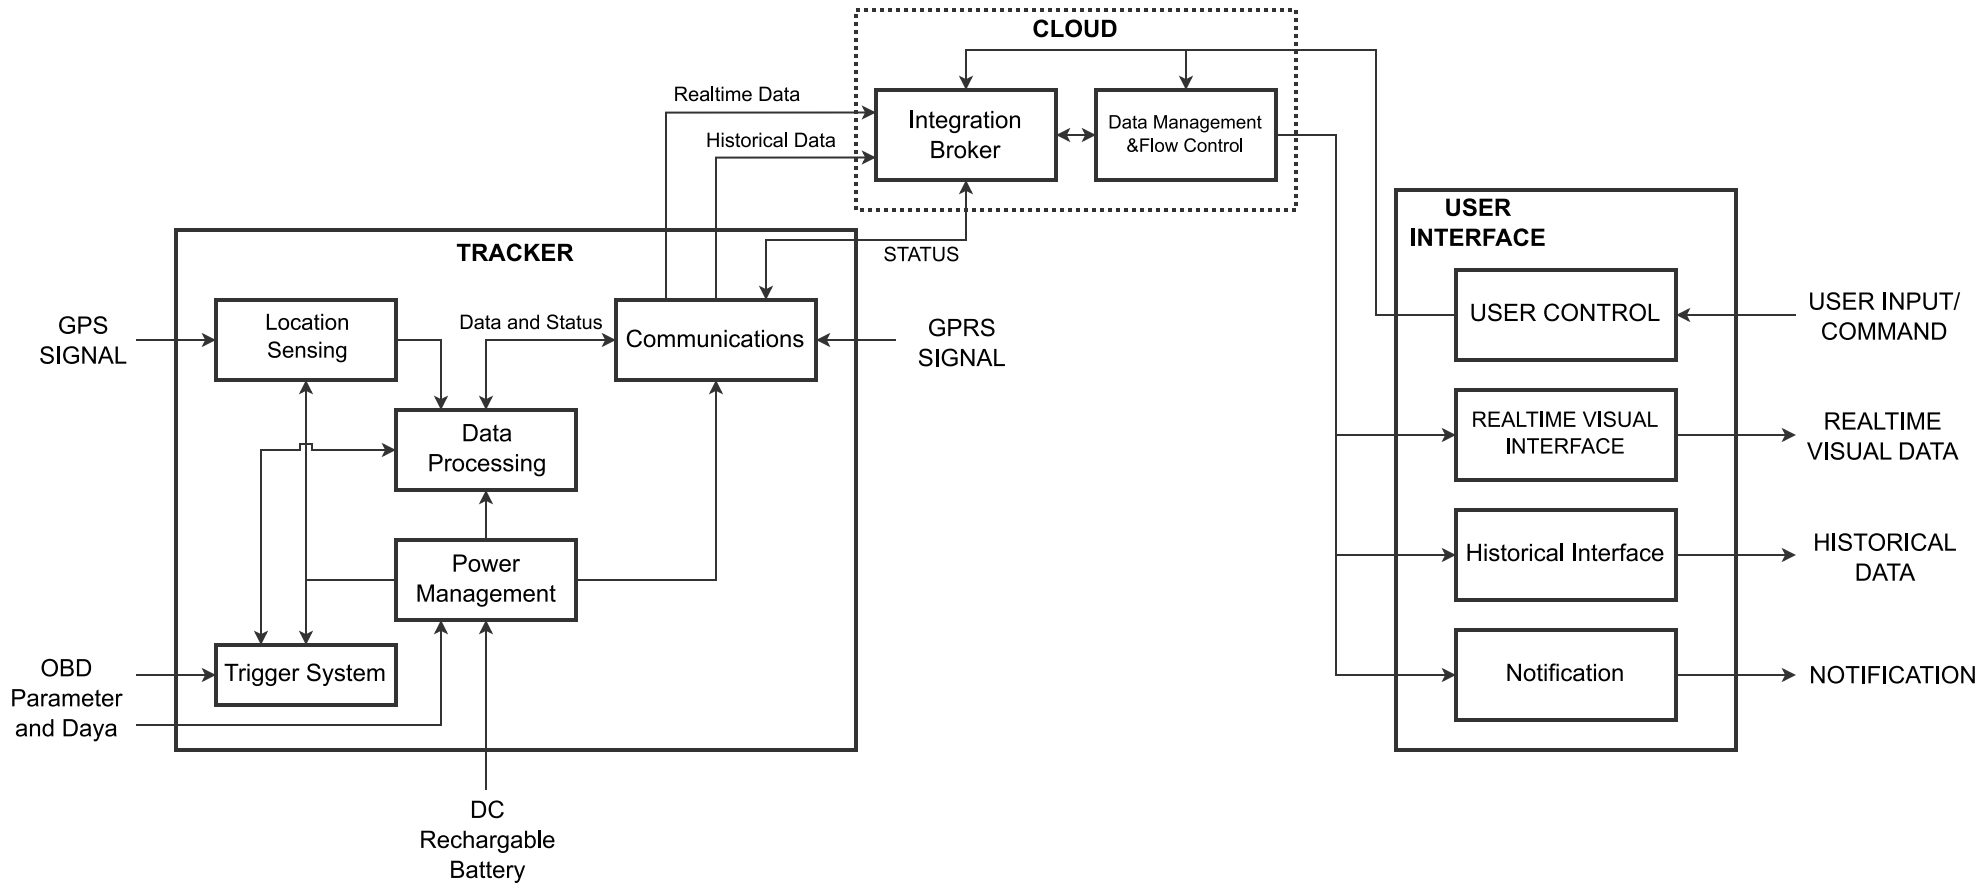 CLOUD
Realtime Data
Historical Data
Integration
Broker
Data Management
&Flow Control
STATUS
TRACKER
GPS
SIGNAL
Location
Sensing
Data and Status
Communications
GPRS
SIGNAL
Data
Processing
Power
Management
Trigger System
OBD
Parameter
and Daya
DC
Rechargable
Battery
USER
INTERFACE
USER CONTROL
USER INPUT/
COMMAND
REALTIME VISUAL
INTERFACE
REALTIME
VISUAL DATA
Historical Interface
HISTORICAL
DATA
Notification
NOTIFICATION